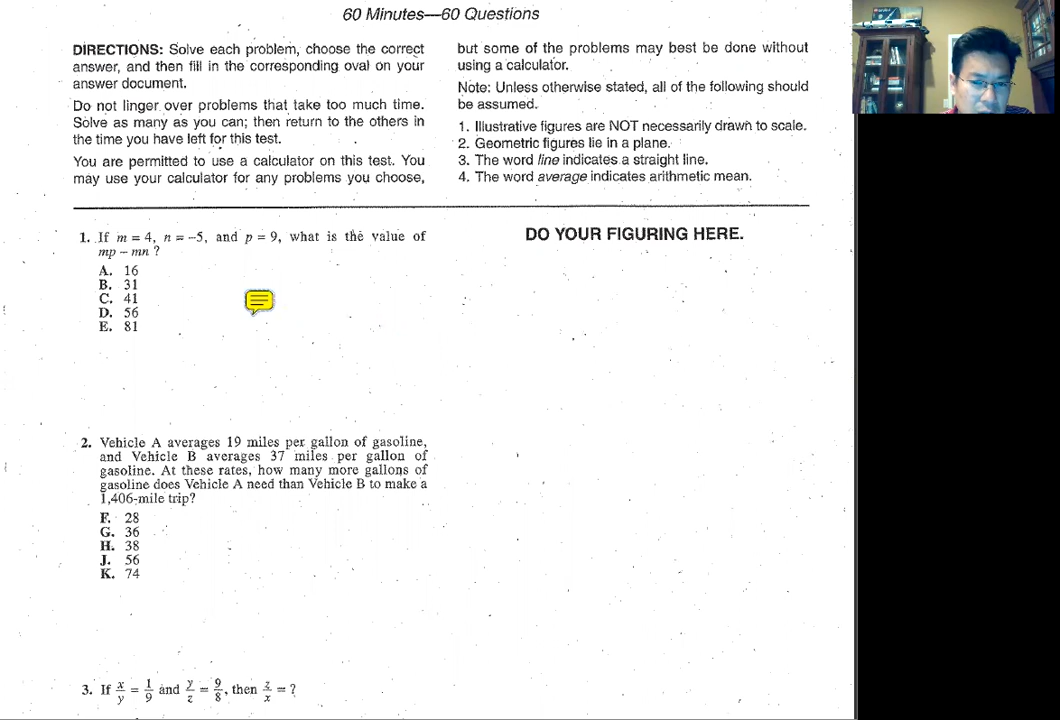 60 Minutes—60 Questions
DIRECTIONS: Solve each problem, choose the correct
answer, and then fill in the corresponding oval on your
answer document.
Do not linger over problems that take too much time.
Solve as many as you can; then return to the others in
the time you have left for this test.
You are permitted to use a calculator on this test. You
may use your calculator for any problems you choose,
but some of the problems may best be done without
using a calculator.
Note: Unless otherwise stated, all of the following should
be assumed.
1. Illustrative figures are NOT necessarily drawn to scale.
2. Geometric figures lie in a plane.
3. The word line indicates a straight line.
4. The word average indicates arithmetic mean.
1. If m = 4, n = -5, and p = 9, what is the value of
mp - mn ?
A. 16
B. 31
C. 41
D. 56
E. 81
DO YOUR FIGURING HERE.
2. Vehicle A averages 19 miles per gallon of gasoline,
and Vehicle B averages 37 miles per gallon of
gasoline. At these rates, how many more gallons of
gasoline does Vehicle A need than Vehicle B to make a
1,406-mile trip?
F. 28
G. 36
H. 38
J. 56
K. 74
3. If x/y = 1/9 and y/z = 9/8, then z/x = ?